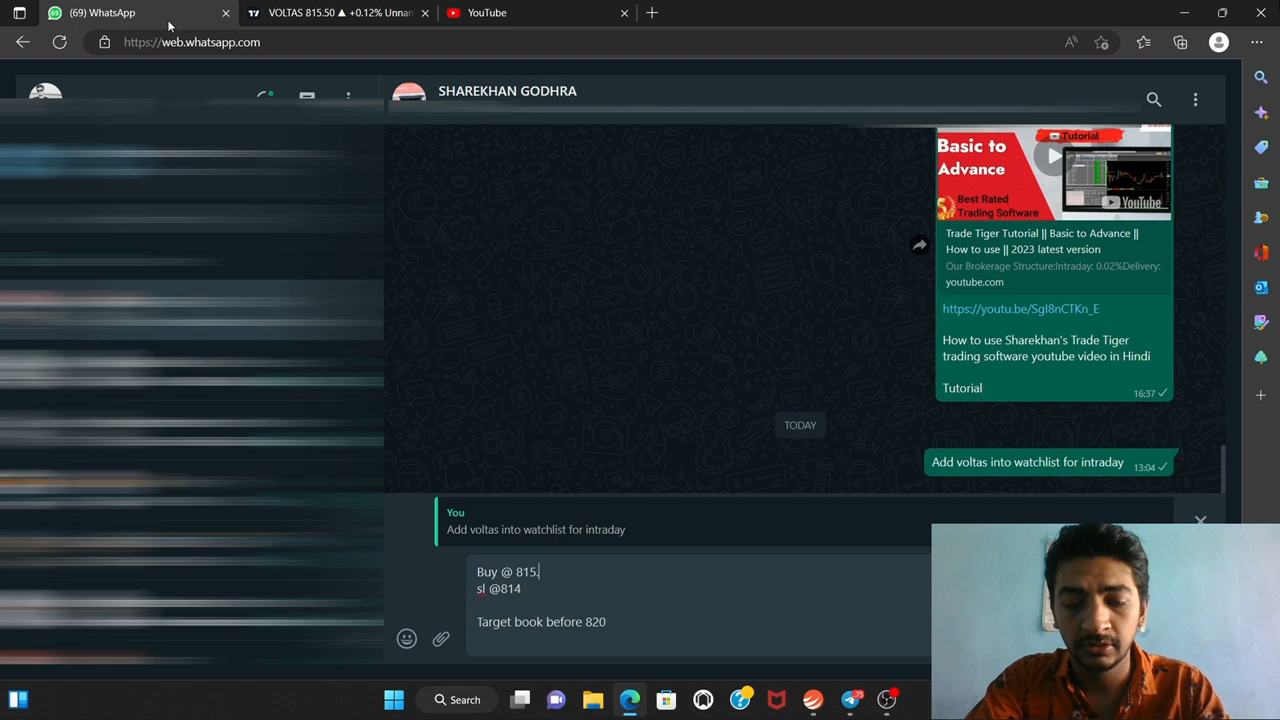 (69) WhatsApp
VOLTAS 815.50 ▲ +0.12% Unnan
YouTube
https://web.whatsapp.com
SHAREKHAN GODHRA
Tutorial
Basic to
Advance
Best Rated
Trading Software
YouTube
Trade Tiger Tutorial || Basic to Advance ||
How to use || 2023 latest version
Our Brokerage Structure:Intraday: 0.02%Delivery:
youtube.com
https://youtu.be/SgI8nCTKn_E
How to use Sharekhan's Trade Tiger
trading software youtube video in Hindi
Tutorial
16:37
TODAY
Add voltas into watchlist for intraday
13:04
You
Add voltas into watchlist for intraday
Buy @ 815.
sl @814
Target book before 820
Search
75